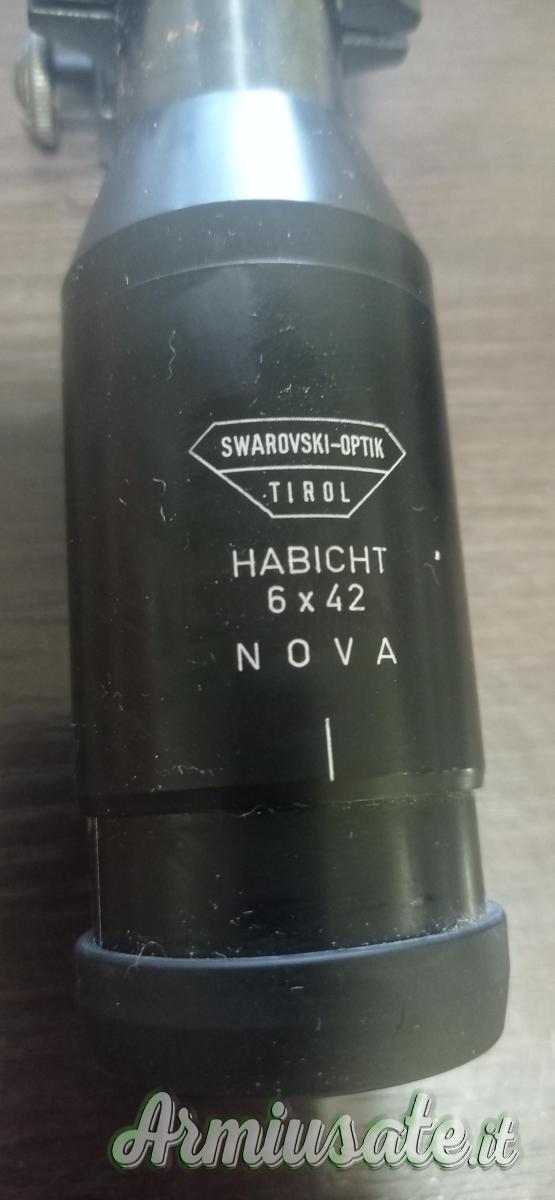 SWAROVSKI-OPTIK
TIROL
HABICHT
6 x 42
NOVA
Armiusate.it